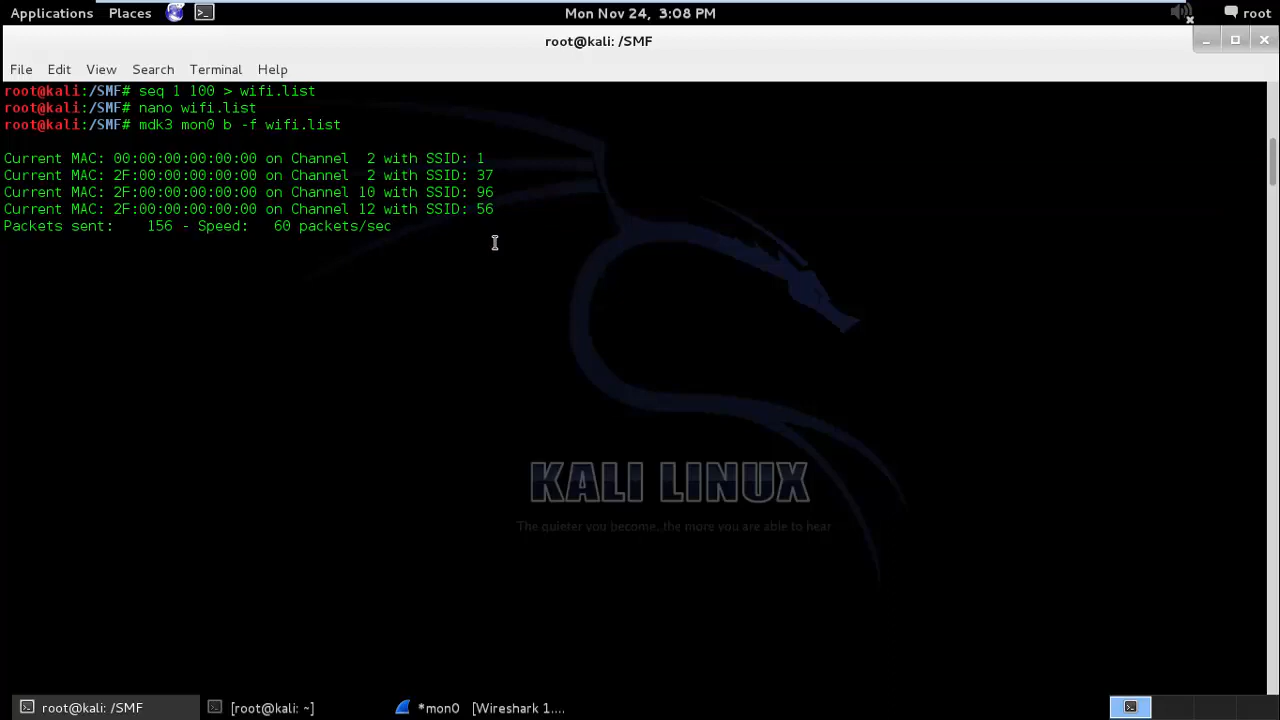 Applications Places Mon Nov 24, 3:08 PM root
root@kali: /SMF
File Edit View Search Terminal Help
root@kali:/SMF# seq 1 100 > wifi.list
root@kali:/SMF# nano wifi.list
root@kali:/SMF# mdk3 mon0 b -f wifi.list
Current MAC: 00:00:00:00:00:00 on Channel  2 with SSID: 1
Current MAC: 2F:00:00:00:00:00 on Channel  2 with SSID: 37
Current MAC: 2F:00:00:00:00:00 on Channel 10 with SSID: 96
Current MAC: 2F:00:00:00:00:00 on Channel 12 with SSID: 56
Packets sent:    156 - Speed:   60 packets/sec
KALI LINUX
The quieter you become, the more you are able to hear
root@kali: /SMF [root@kali: ~] *mon0 [Wireshark 1....